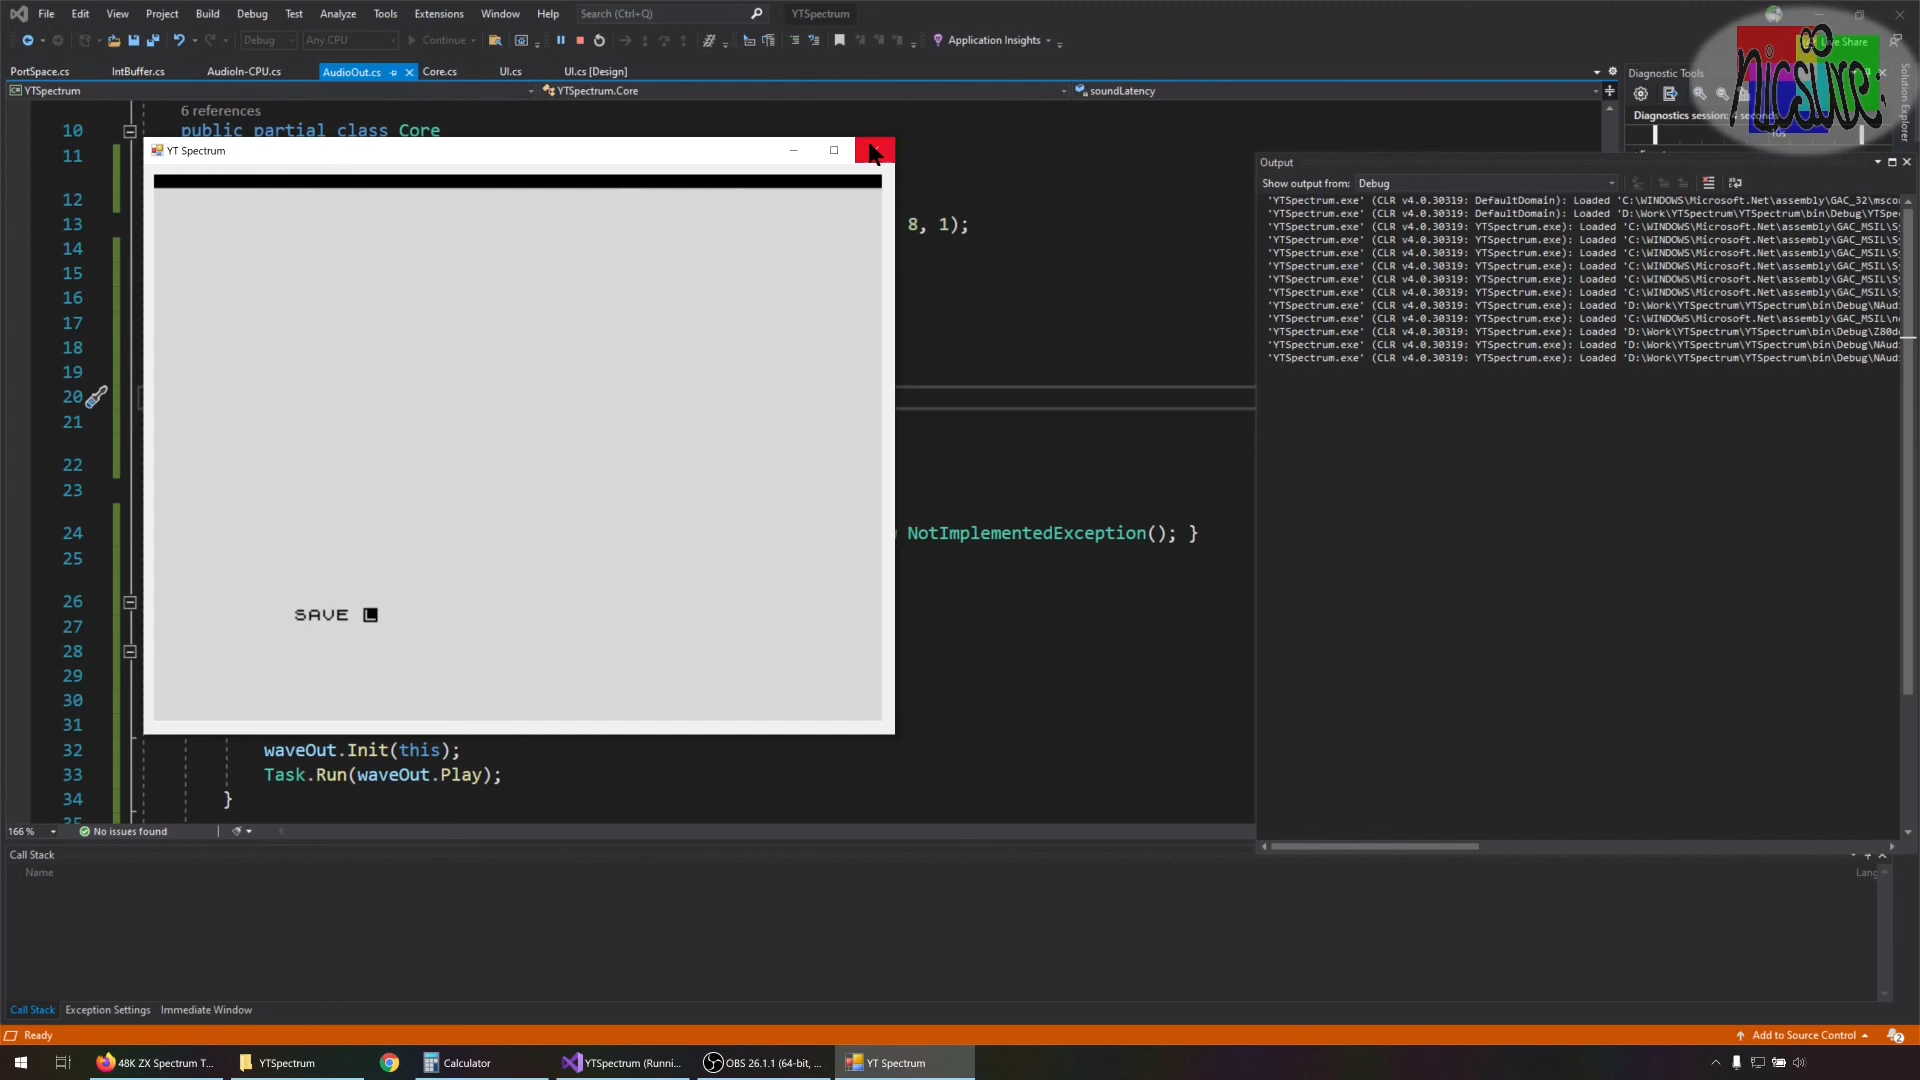 File Edit View Project Build Debug Test Analyze Tools Extensions Window Help Search (Ctrl+Q) YTSpectrum
Debug Any CPU Continue Application Insights Live Share
PortSpace.cs IntBuffer.cs AudioIn-CPU.cs AudioOut.cs Core.cs UI.cs UI.cs [Design]
YTSpectrum YTSpectrum.Core soundLatency
nicsure
Diagnostic Tools
Diagnostics session: 4 seconds
10s
Solution Explorer
6 references
10 public partial class Core
11
12
13 8, 1);
14
15
16
17
18
19
20
21
22
23
24 NotImplementedException(); }
25
26
27
28
29
30
31
32 waveOut.Init(this);
33 Task.Run(waveOut.Play);
34 }
35
YT Spectrum
SAVE L
Output
Show output from: Debug
'YTSpectrum.exe' (CLR v4.0.30319: DefaultDomain): Loaded 'C:\WINDOWS\Microsoft.Net\assembly\GAC_32\msco
'YTSpectrum.exe' (CLR v4.0.30319: DefaultDomain): Loaded 'D:\Work\YTSpectrum\YTSpectrum\bin\Debug\YTSpe
'YTSpectrum.exe' (CLR v4.0.30319: YTSpectrum.exe): Loaded 'C:\WINDOWS\Microsoft.Net\assembly\GAC_MSIL\S
'YTSpectrum.exe' (CLR v4.0.30319: YTSpectrum.exe): Loaded 'C:\WINDOWS\Microsoft.Net\assembly\GAC_MSIL\S
'YTSpectrum.exe' (CLR v4.0.30319: YTSpectrum.exe): Loaded 'C:\WINDOWS\Microsoft.Net\assembly\GAC_MSIL\S
'YTSpectrum.exe' (CLR v4.0.30319: YTSpectrum.exe): Loaded 'C:\WINDOWS\Microsoft.Net\assembly\GAC_MSIL\S
'YTSpectrum.exe' (CLR v4.0.30319: YTSpectrum.exe): Loaded 'C:\WINDOWS\Microsoft.Net\assembly\GAC_MSIL\S
'YTSpectrum.exe' (CLR v4.0.30319: YTSpectrum.exe): Loaded 'C:\WINDOWS\Microsoft.Net\assembly\GAC_MSIL\S
'YTSpectrum.exe' (CLR v4.0.30319: YTSpectrum.exe): Loaded 'D:\Work\YTSpectrum\YTSpectrum\bin\Debug\NAud
'YTSpectrum.exe' (CLR v4.0.30319: YTSpectrum.exe): Loaded 'C:\WINDOWS\Microsoft.Net\assembly\GAC_MSIL\n
'YTSpectrum.exe' (CLR v4.0.30319: YTSpectrum.exe): Loaded 'D:\Work\YTSpectrum\YTSpectrum\bin\Debug\Z80d
'YTSpectrum.exe' (CLR v4.0.30319: YTSpectrum.exe): Loaded 'D:\Work\YTSpectrum\YTSpectrum\bin\Debug\NAud
'YTSpectrum.exe' (CLR v4.0.30319: YTSpectrum.exe): Loaded 'D:\Work\YTSpectrum\YTSpectrum\bin\Debug\NAud
166 % No issues found
Call Stack
Name Lang
Call Stack Exception Settings Immediate Window
Ready Add to Source Control 2
48K ZX Spectrum T... YTSpectrum Calculator YTSpectrum (Runni... OBS 26.1.1 (64-bit, ... YT Spectrum